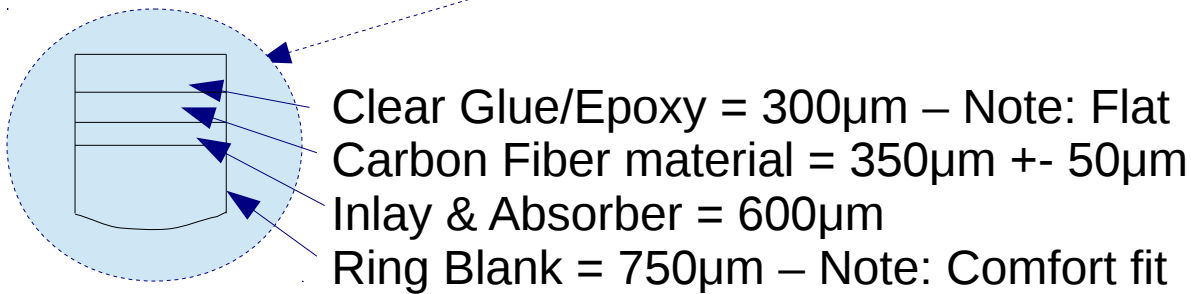 Clear Glue/Epoxy = 300μm – Note: Flat
Carbon Fiber material = 350μm +- 50μm
Inlay & Absorber = 600μm
Ring Blank = 750μm – Note: Comfort fit